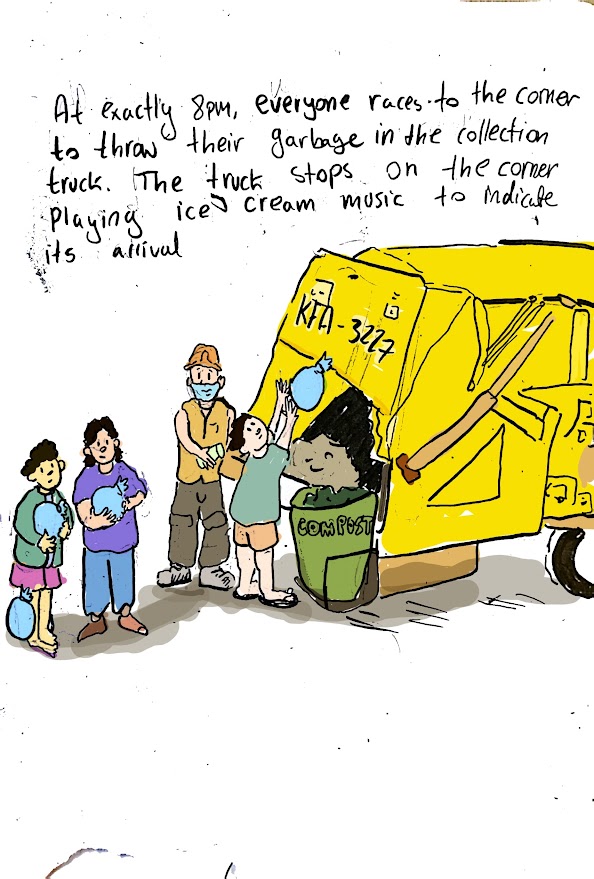 At exactly 8pm, everyone races to the corner
to throw their garbage in the collection
truck. The truck stops on the corner
playing ice cream music to indicate
its arrival
KFA-3227
COMPOST